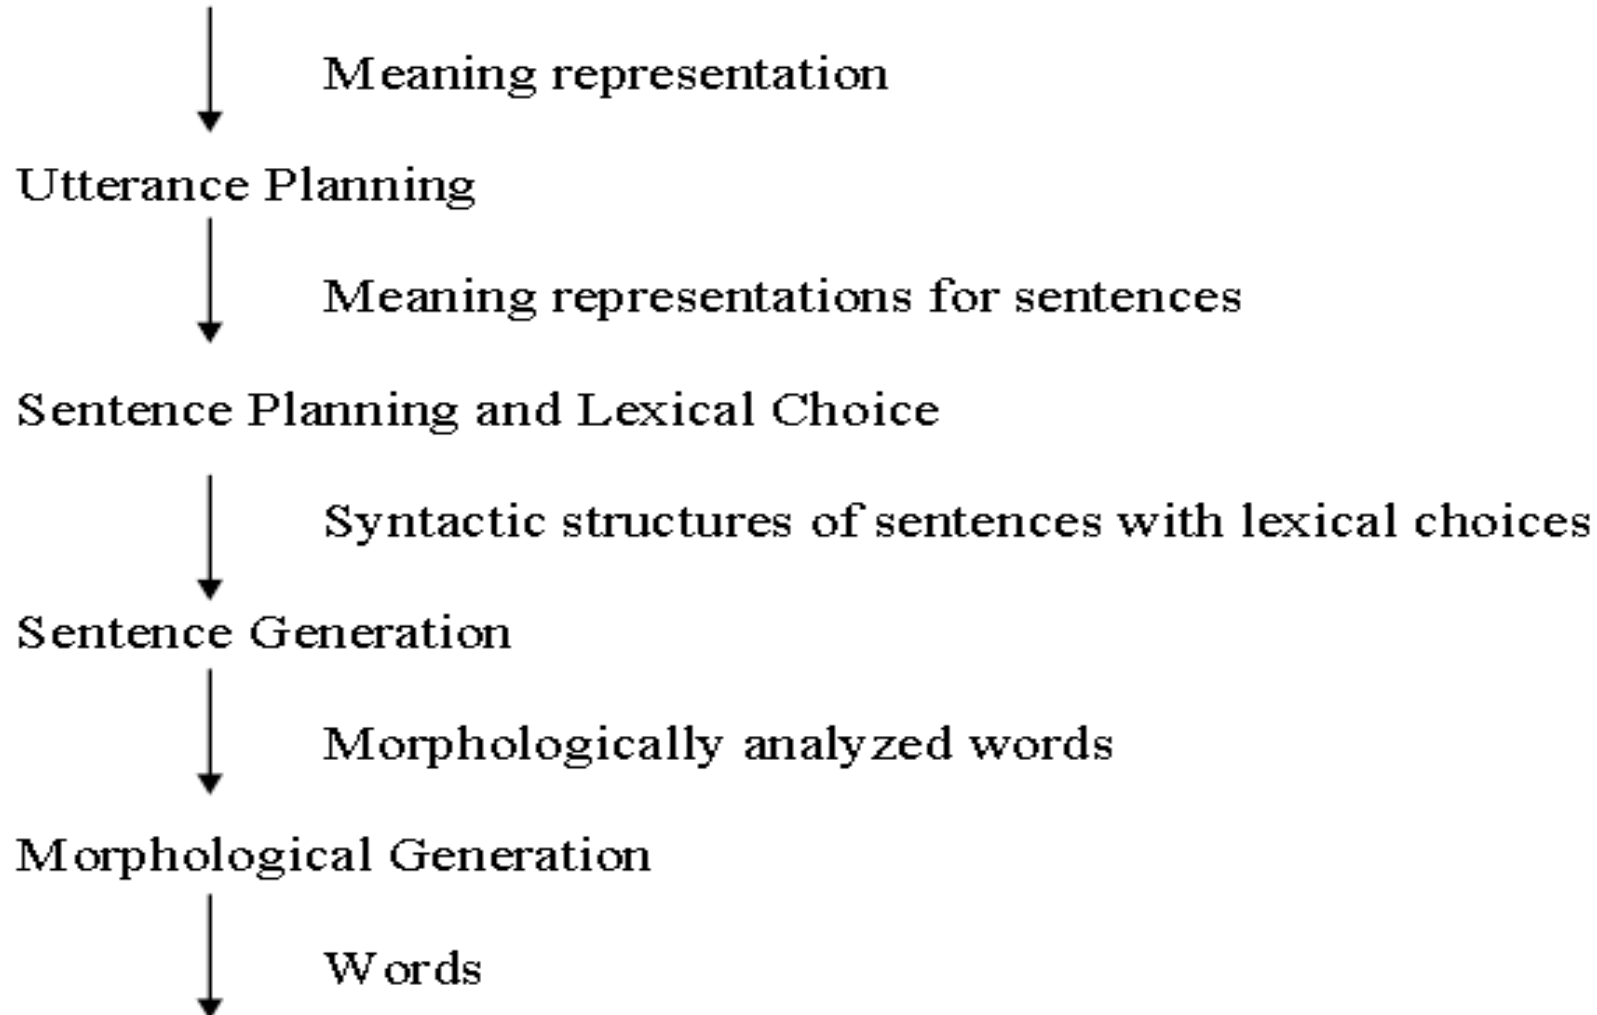 Meaning representation
Utterance Planning
Meaning representations for sentences
Sentence Planning and Lexical Choice
Syntactic structures of sentences with lexical choices
Sentence Generation
Morphologically analyzed words
Morphological Generation
Words